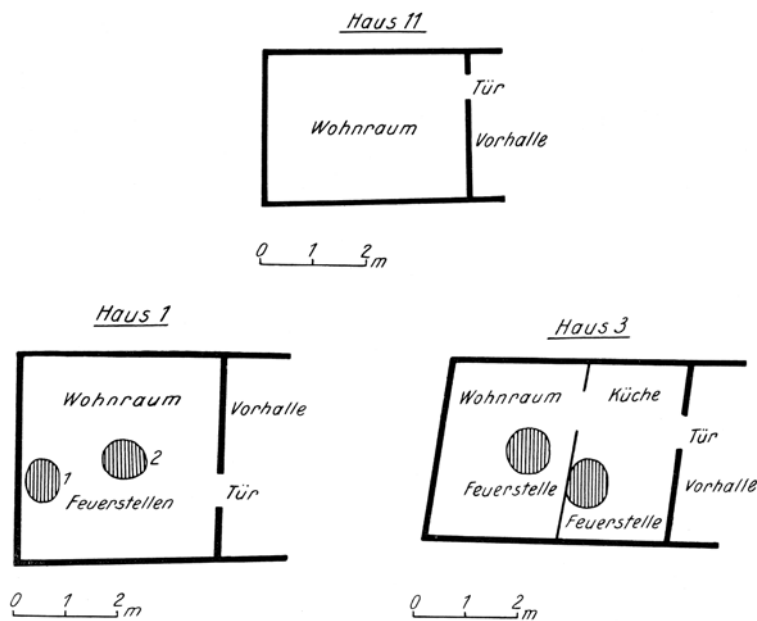 Haus 11
Tür
Wohnraum
Vorhalle
0 1 2 m
Haus 1
Wohnraum
Vorhalle
1
2
Feuerstellen
Tür
0 1 2 m
Haus 3
Wohnraum
Küche
Tür
Feuerstelle
Vorhalle
Feuerstelle
0 1 2 m